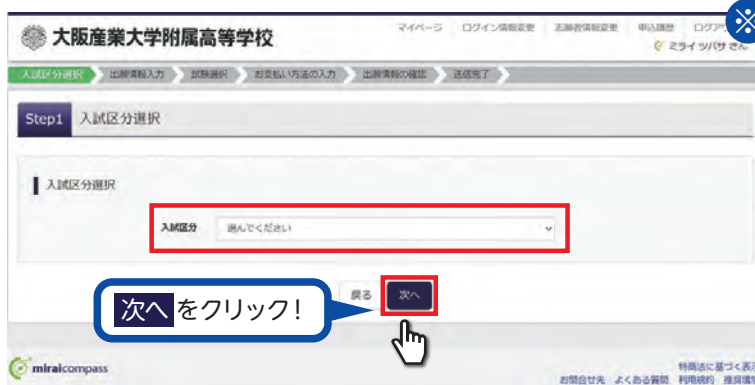 ※
大阪産業大学附属高等学校
マイページ ログイン情報変更 志願者情報変更 申込履歴 ログア
ミライ ツバサ さん
入試区分選択 出願情報入力 試験選択 お支払い方法の入力 出願情報の確認 送信完了
Step1 入試区分選択
入試区分選択
入試区分 選んでください
戻る 次へ
次へ をクリック!
miraicompass
特商法に基づく表示
お問合せ先 よくある質問 利用規約 推奨環境